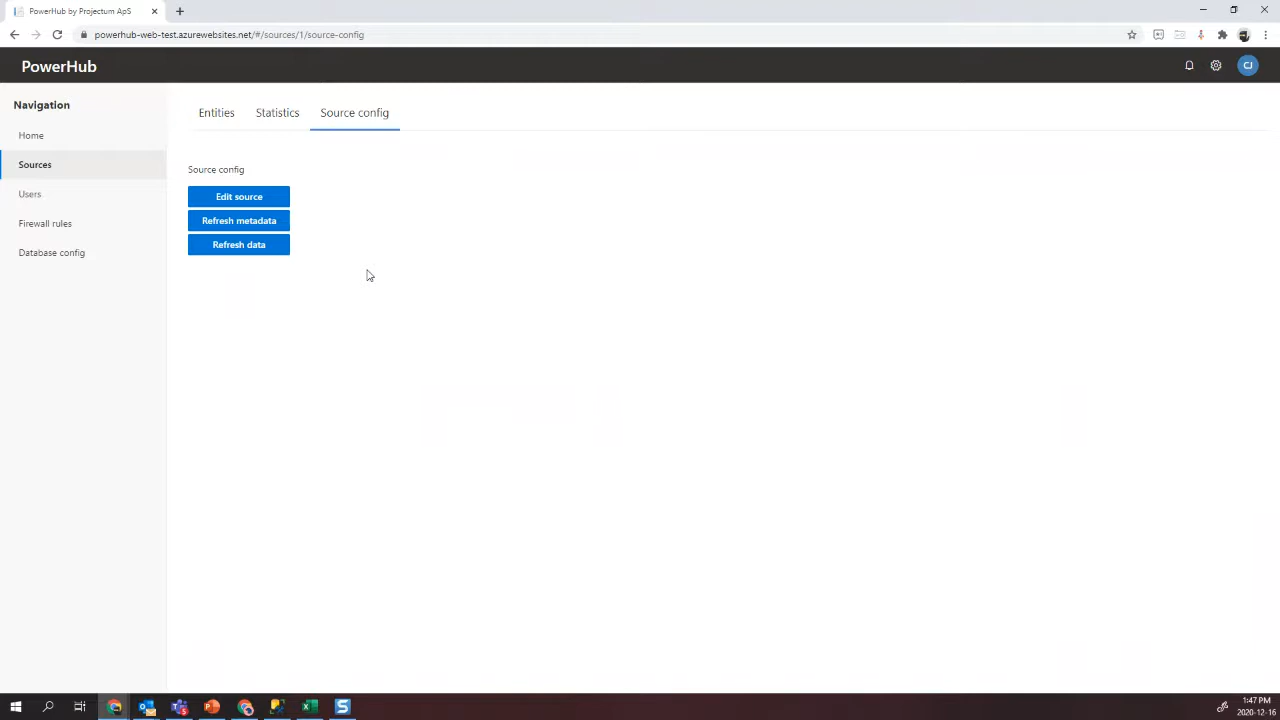 PowerHub by Projectum ApS
powerhub-web-test.azurewebsites.net/#/sources/1/source-config
PowerHub
CJ
Navigation
Home
Sources
Users
Firewall rules
Database config
Entities
Statistics
Source config
Source config
Edit source
Refresh metadata
Refresh data
1:47 PM
2020-12-16